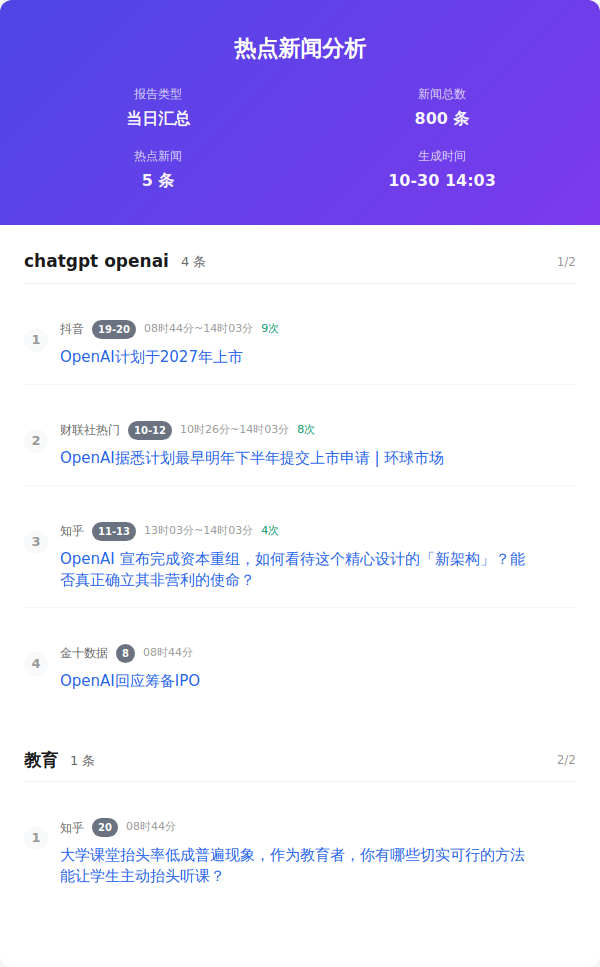 热点新闻分析
报告类型
新闻总数
当日汇总
800 条
热点新闻
生成时间
5 条
10-30 14:03
chatgpt openai 4 条 1/2
1 抖音 19-20 08时44分~14时03分 9次
OpenAI计划于2027年上市
2 财联社热门 10-12 10时26分~14时03分 8次
OpenAI据悉计划最早明年下半年提交上市申请 | 环球市场
3 知乎 11-13 13时03分~14时03分 4次
OpenAI 宣布完成资本重组，如何看待这个精心设计的「新架构」？能
否真正确立其非营利的使命？
4 金十数据 8 08时44分
OpenAI回应筹备IPO
教育 1 条 2/2
1 知乎 20 08时44分
大学课堂抬头率低成普遍现象，作为教育者，你有哪些切实可行的方法
能让学生主动抬头听课？